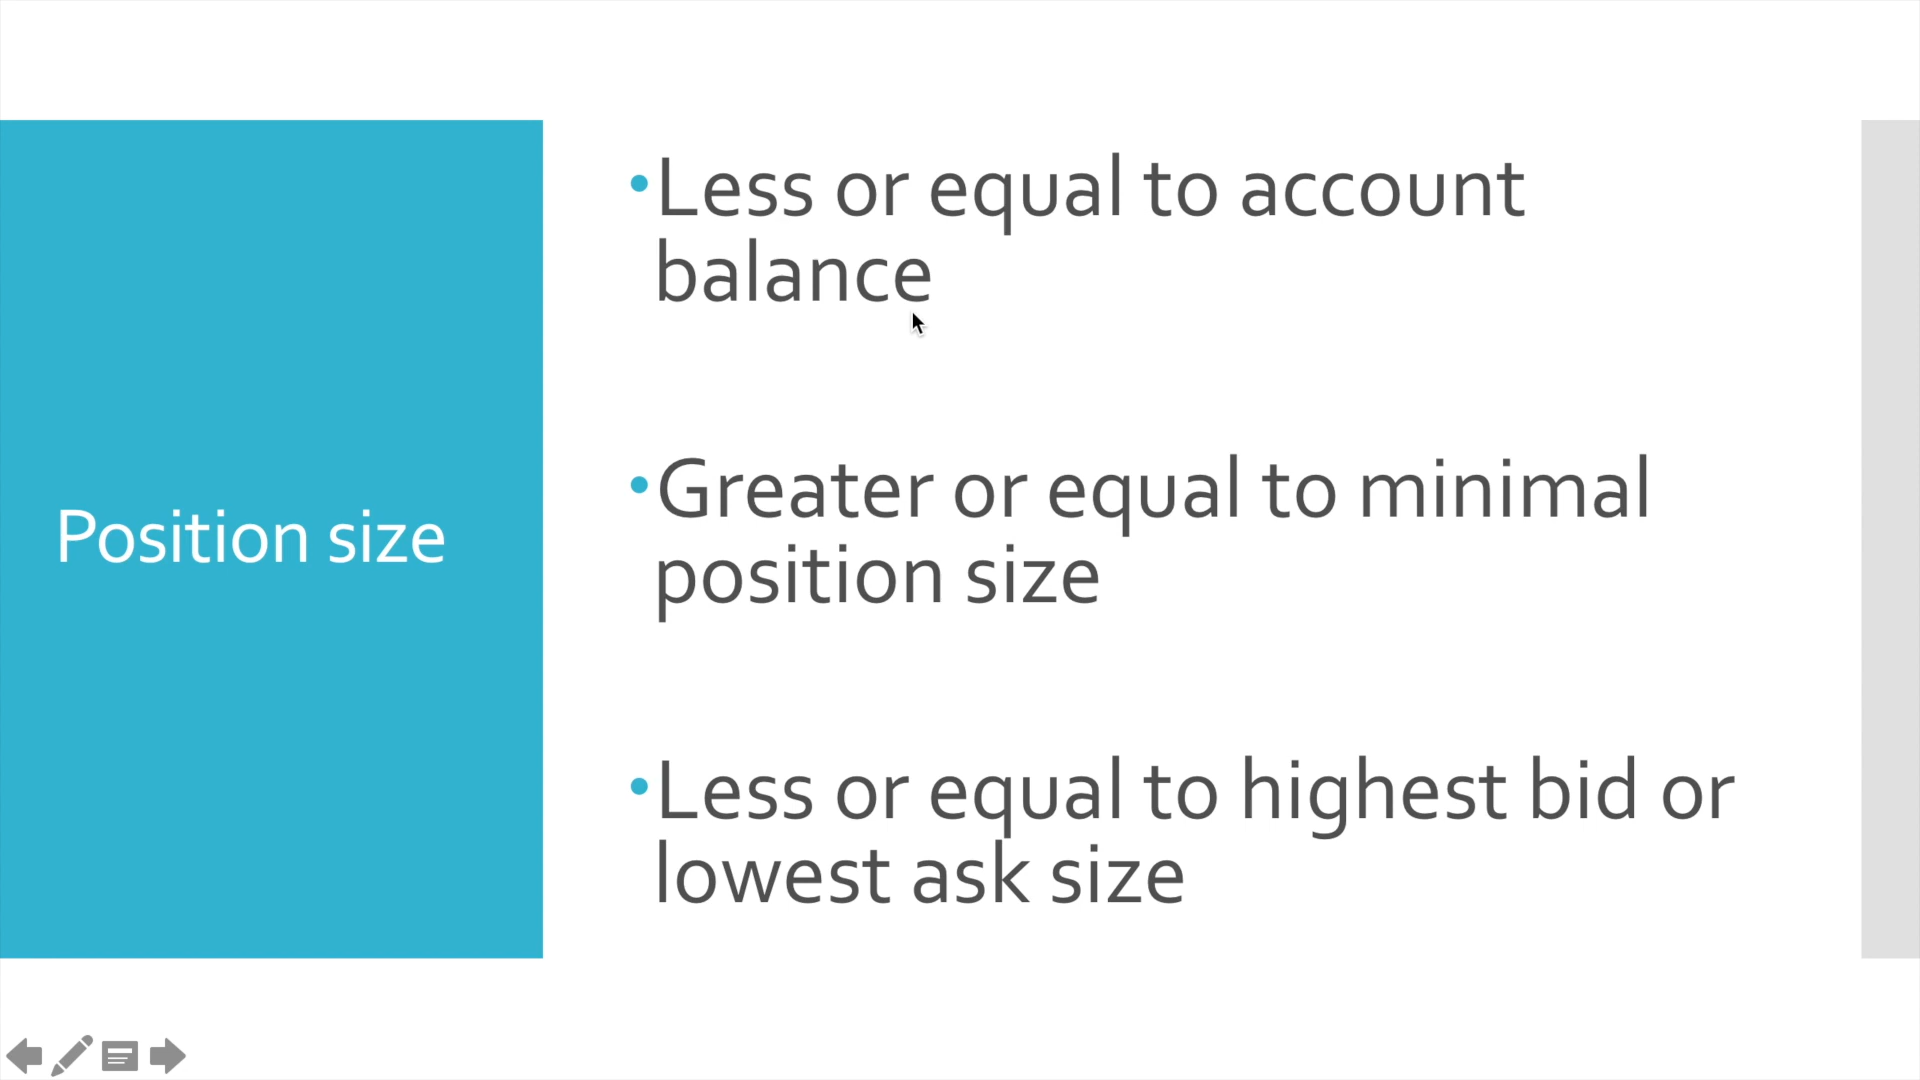 Position size
•Less or equal to account
balance
•Greater or equal to minimal
position size
•Less or equal to highest bid or
lowest ask size